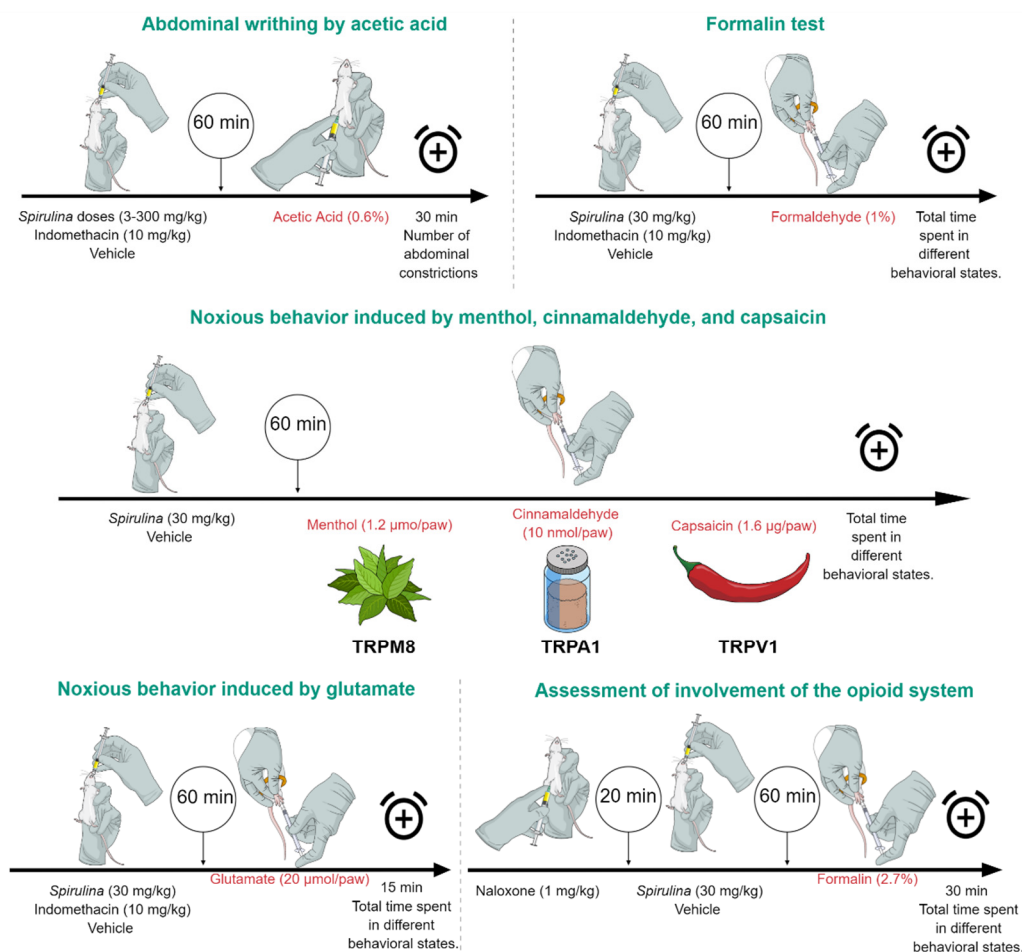 Abdominal writhing by acetic acid
60 min
Spirulina doses (3-300 mg/kg)
Indomethacin (10 mg/kg)
Vehicle
Acetic Acid (0.6%)
30 min
Number of
abdominal
constrictions
Formalin test
60 min
Spirulina (30 mg/kg)
Indomethacin (10 mg/kg)
Vehicle
Formaldehyde (1%)
Total time
spent in
different
behavioral states.
Noxious behavior induced by menthol, cinnamaldehyde, and capsaicin
60 min
Spirulina (30 mg/kg)
Vehicle
Menthol (1.2 μmo/paw)
Cinnamaldehyde
(10 nmol/paw)
Capsaicin (1.6 μg/paw)
Total time
spent in
different
behavioral states.
TRPM8
TRPA1
TRPV1
Noxious behavior induced by glutamate
60 min
Spirulina (30 mg/kg)
Indomethacin (10 mg/kg)
Vehicle
Glutamate (20 μmol/paw)
15 min
Total time spent
in different
behavioral states.
Assessment of involvement of the opioid system
20 min
60 min
Naloxone (1 mg/kg)
Spirulina (30 mg/kg)
Vehicle
Formalin (2.7%)
30 min
Total time spent
in different
behavioral states.